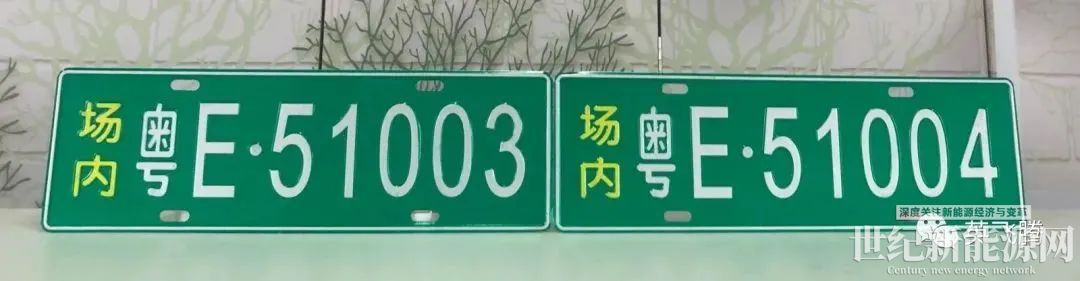 场内 粤E·51003
场内 粤E·51004
深度关注新能源经济与变革
世纪新能源网
Century new energy network